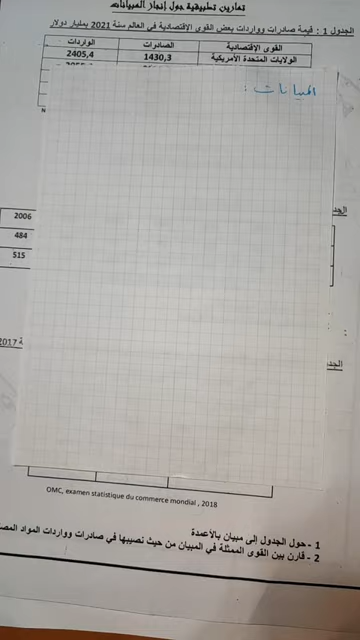 تمارين تطبيقية حول إنجاز المبيانات
الجدول 1 : قيمة صادرات وواردات بعض القوى الإقتصادية في العالم سنة 2021 بمليار دولار
القوى الإقتصادية الصادرات الواردات
الولايات المتحدة الأمريكية 1430,3 2405,4
المبيانات :
2006
484
515
2017
OMC, examen statistique du commerce mondial , 2018
1 - حول الجدول إلى مبيان بالأعمدة
2 - قارن بين القوى الممثلة في المبيان من حيث نصيبها في صادرات وواردات المواد